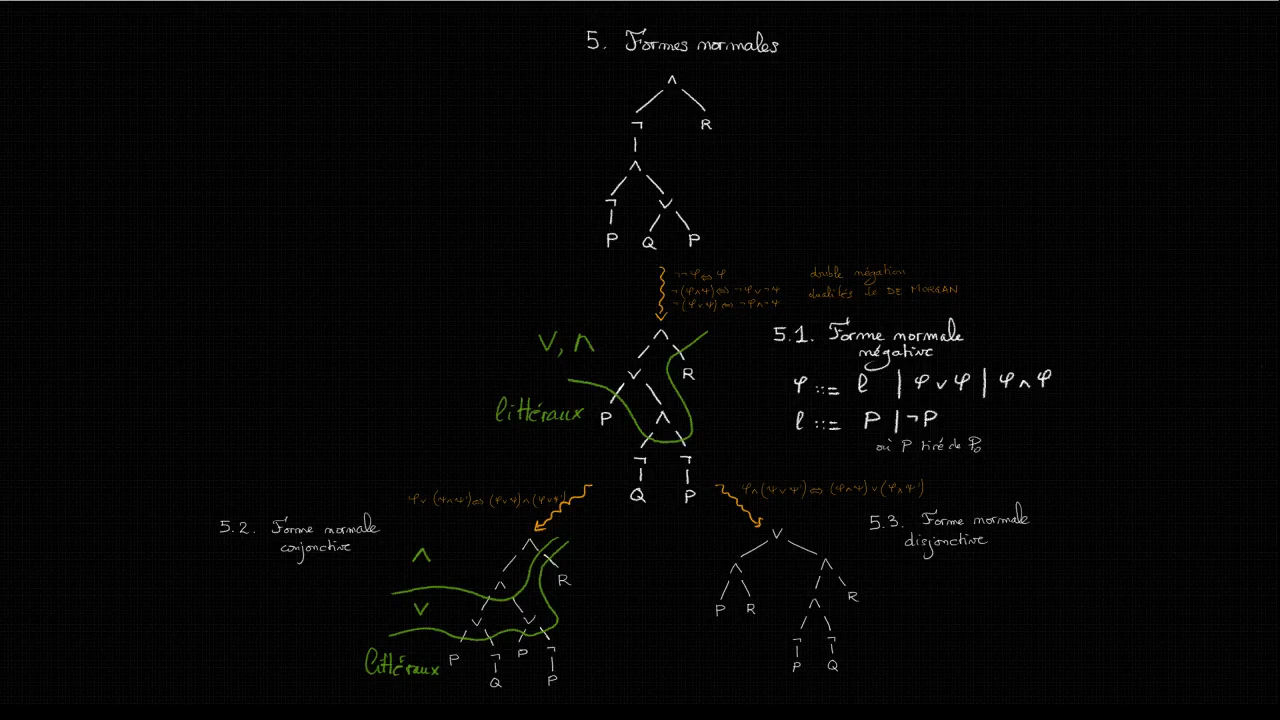 5. Formes normales
∧
¬ R
∧
¬ ∨
P Q P
¬¬φ ⇔ φ double négation
¬(φ∧ψ) ⇔ ¬φ∨¬ψ dualités de DE MORGAN
¬(φ∨ψ) ⇔ ¬φ∧¬ψ
∨, ∧
∧
∨ R
littéraux
P ∧
¬ ¬
Q P
5.1. Forme normale
négative
φ ::= ℓ | φ∨φ | φ∧φ
ℓ ::= P | ¬P
où P tiré de P₀
φ∨(ψ∧ψ') ⇔ (φ∨ψ)∧(φ∨ψ')
5.2. Forme normale
conjonctive
∧
∧
∧ R
∨
∨ ∨
littéraux
P ¬ P ¬
Q P
φ∧(ψ∨ψ') ⇔ (φ∧ψ)∨(φ∧ψ')
5.3. Forme normale
disjonctive
∨
∧ ∧
P R ∧ R
¬ ¬
P Q